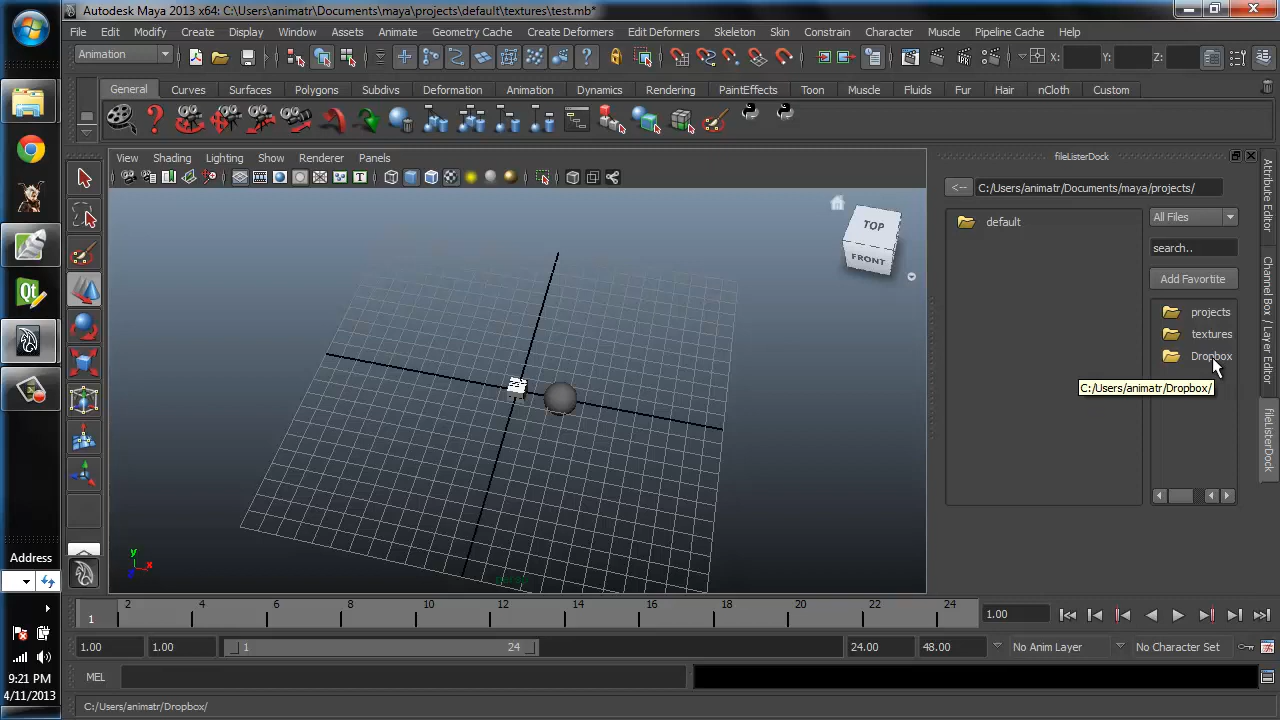 Autodesk Maya 2013 x64: C:\Users\animatr\Documents\maya\projects\default\textures\test.mb*
File Edit Modify Create Display Window Assets Animate Geometry Cache Create Deformers Edit Deformers Skeleton Skin Constrain Character Muscle Pipeline Cache Help
Animation X: Y: Z:
General Curves Surfaces Polygons Subdivs Deformation Animation Dynamics Rendering PaintEffects Toon Muscle Fluids Fur Hair nCloth Custom
View Shading Lighting Show Renderer Panels
fileListerDock
<-- C:/Users/animatr/Documents/maya/projects/
default
All Files
search..
Add Favorite
projects
textures
Dropbox
C:/Users/animatr/Dropbox/
Attribute Editor
Channel Box / Layer Editor
fileListerDock
TOP
FRONT
y
x
z
persp
Qt
Address
9:21 PM
4/11/2013
1 2 4 6 8 10 12 14 16 18 20 22 24 1.00
1.00 1.00 1 24 24.00 48.00 No Anim Layer No Character Set
MEL
C:/Users/animatr/Dropbox/